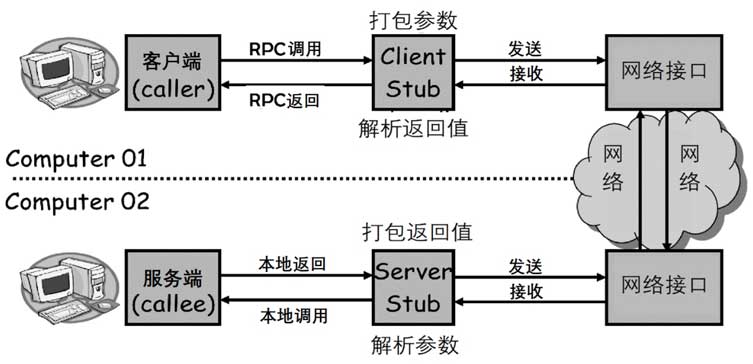 打包参数
客户端
(caller)
RPC调用
RPC返回
Client
Stub
发送
接收
网络接口
解析返回值
Computer 01
网络
网络
Computer 02
打包返回值
服务端
(callee)
本地返回
本地调用
Server
Stub
发送
接收
网络接口
解析参数